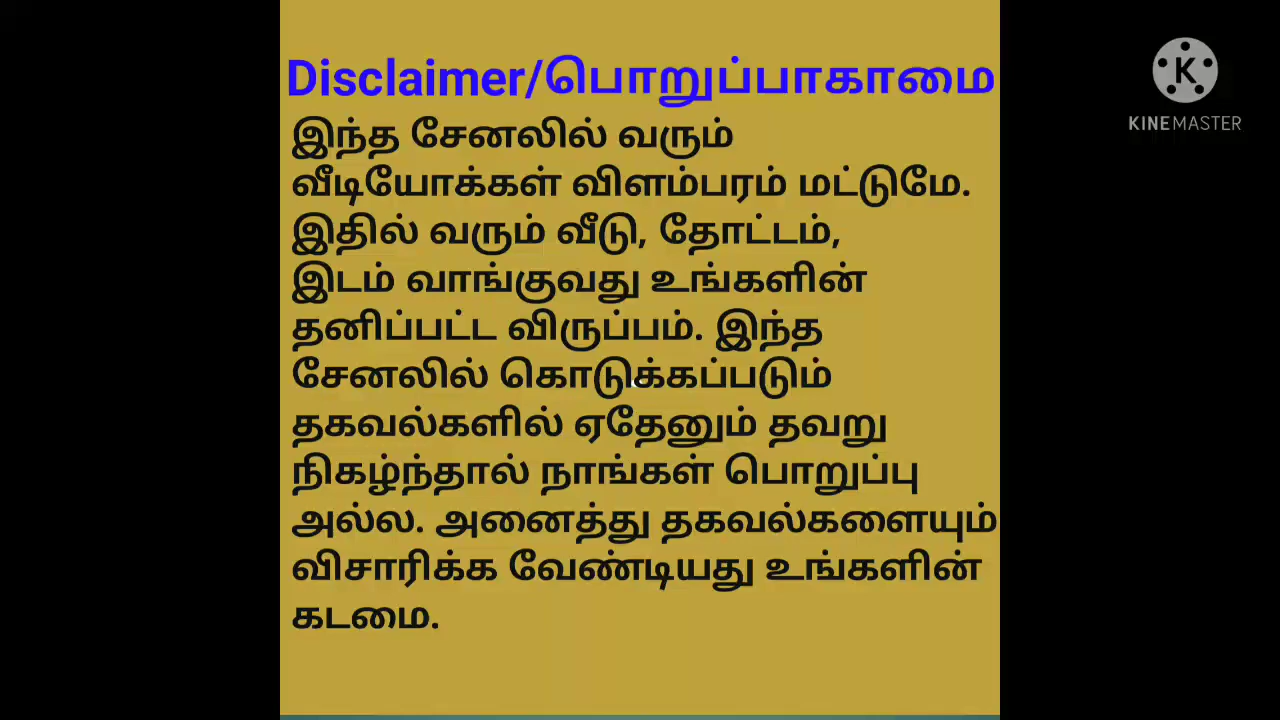 Disclaimer/பொறுப்பாகாமை
இந்த சேனலில் வரும்
வீடியோக்கள் விளம்பரம் மட்டுமே.
இதில் வரும் வீடு, தோட்டம்,
இடம் வாங்குவது உங்களின்
தனிப்பட்ட விருப்பம். இந்த
சேனலில் கொடுக்கப்படும்
தகவல்களில் ஏதேனும் தவறு
நிகழ்ந்தால் நாங்கள் பொறுப்பு
அல்ல. அனைத்து தகவல்களையும்
விசாரிக்க வேண்டியது உங்களின்
கடமை.
K
KINEMASTER